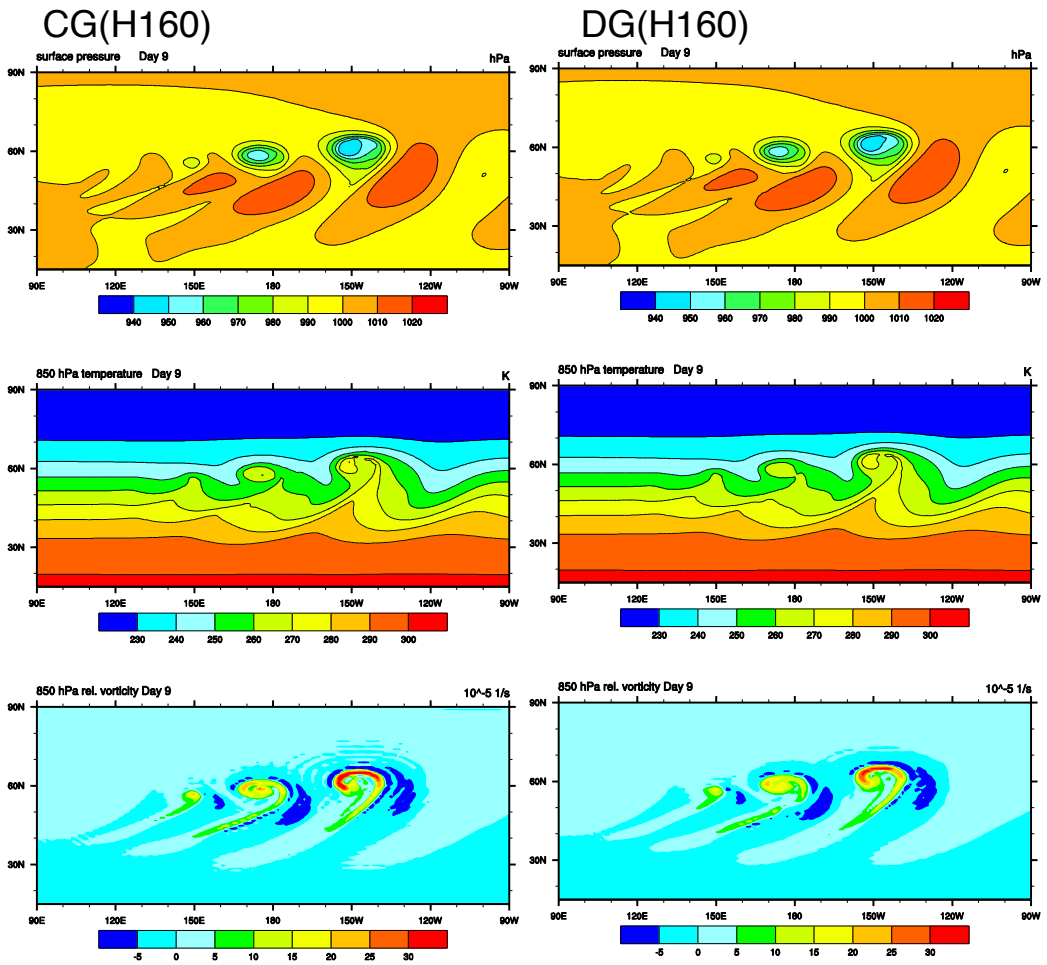 CG(H160) DG(H160)
surface pressure Day 9 hPa surface pressure Day 9 hPa
90N 90N
60N 60N
30N 30N
90E 120E 150E 180 150W 120W 90W 90E 120E 150E 180 150W 120W 90W
940 950 960 970 980 990 1000 1010 1020 940 950 960 970 980 990 1000 1010 1020
850 hPa temperature Day 9 K 850 hPa temperature Day 9 K
90N 90N
60N 60N
30N 30N
90E 120E 150E 180 150W 120W 90W 90E 120E 150E 180 150W 120W 90W
230 240 250 260 270 280 290 300 230 240 250 260 270 280 290 300
850 hPa rel. vorticity Day 9 10^-5 1/s 850 hPa rel. vorticity Day 9 10^-5 1/s
90N 90N
60N 60N
30N 30N
90E 120E 150E 180 150W 120W 90W 90E 120E 150E 180 150W 120W 90W
-5 0 5 10 15 20 25 30 -5 0 5 10 15 20 25 30